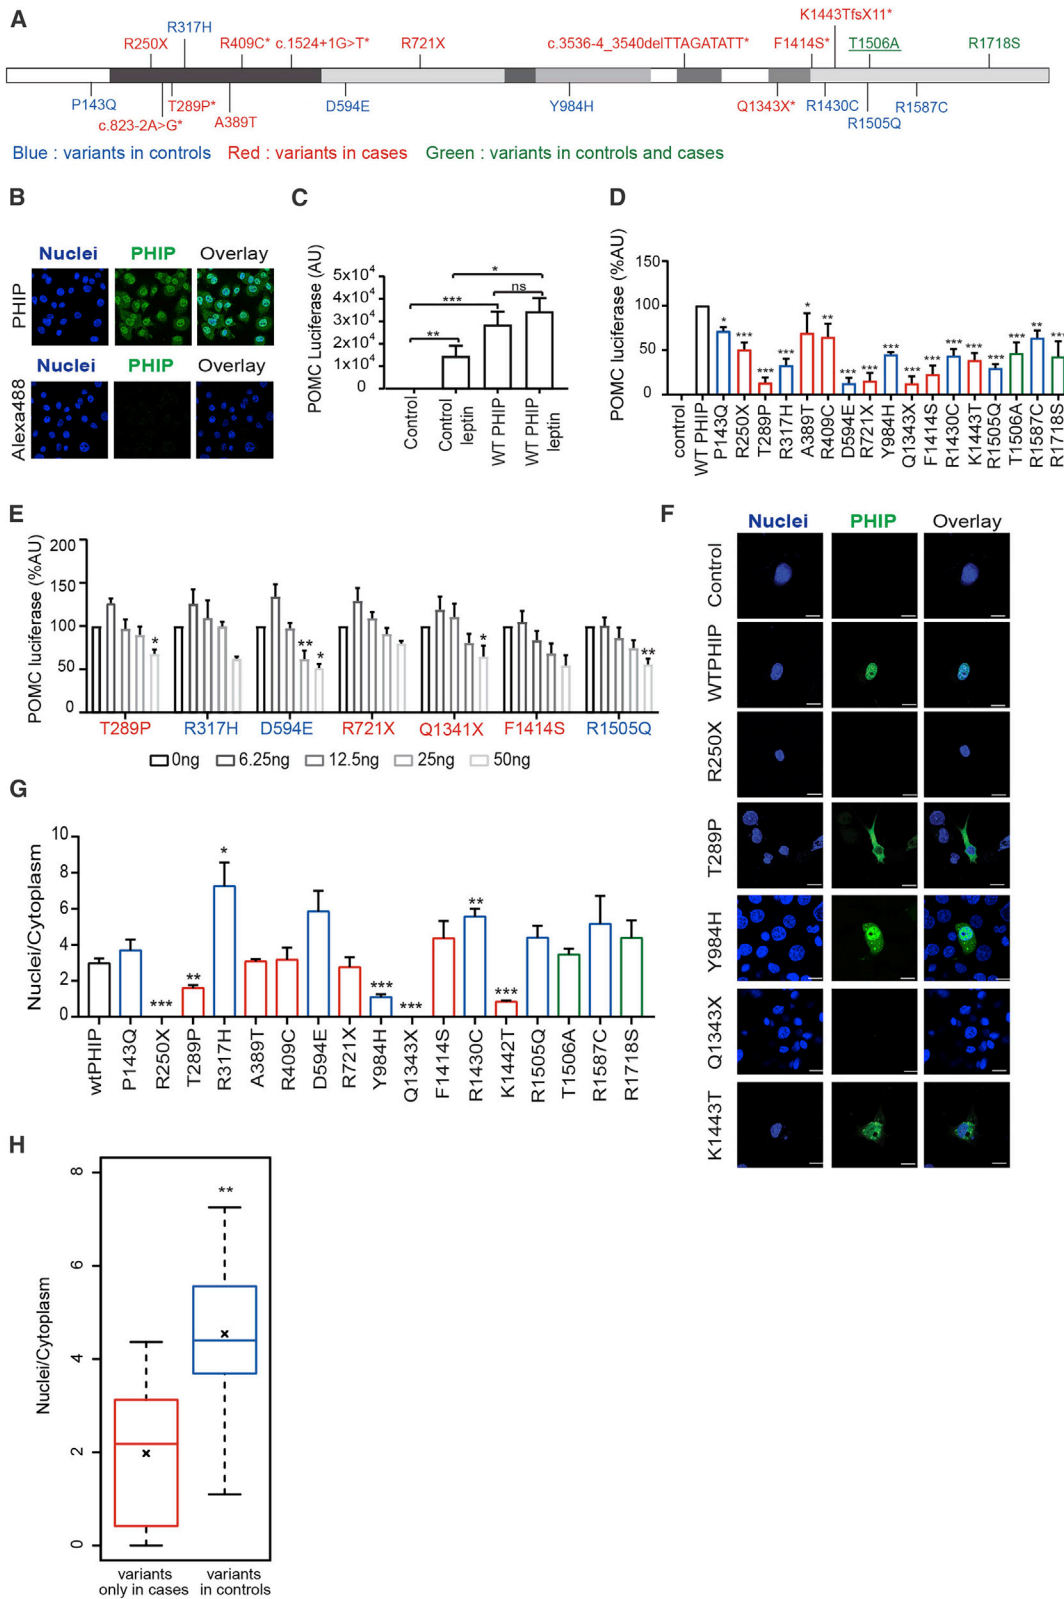 A
K1443TfsX11*
R317H
R250X R409C* c.1524+1G>T* R721X c.3536-4_3540delTTAGATATT* F1414S* T1506A R1718S
P143Q T289P* D594E Y984H Q1343X* R1430C R1587C
c.823-2A>G* A389T R1505Q
Blue : variants in controls Red : variants in cases Green : variants in controls and cases
B
Nuclei PHIP Overlay
PHIP
Nuclei PHIP Overlay
Alexa488
C
POMC Luciferase (AU)
5x10⁴
4x10⁴
3x10⁴
2x10⁴
1x10⁴
0
*
ns
***
**
Control
Control leptin
WT PHIP
WT PHIP leptin
D
POMC luciferase (%AU)
150
100
50
0
* *** *** *** * ** *** *** *** *** *** *** *** *** *** ** ***
control
WT PHIP
P143Q
R250X
T289P
R317H
A389T
R409C
D594E
R721X
Y984H
Q1343X
F1414S
R1430C
K1443T
R1505Q
T1506A
R1587C
R1718S
E
POMC luciferase (%AU)
200
150
100
50
0
* ** * * **
T289P R317H D594E R721X Q1341X F1414S R1505Q
0ng 6.25ng 12.5ng 25ng 50ng
F
Nuclei PHIP Overlay
Control
WTPHIP
R250X
T289P
Y984H
Q1343X
K1443T
G
Nuclei/Cytoplasm
10
8
6
4
2
0
*** ** * *** *** ** ***
wtPHIP
P143Q
R250X
T289P
R317H
A389T
R409C
D594E
R721X
Y984H
Q1343X
F1414S
R1430C
K1442T
R1505Q
T1506A
R1587C
R1718S
H
Nuclei/Cytoplasm
8
6
4
2
0
**
variants only in cases
variants in controls